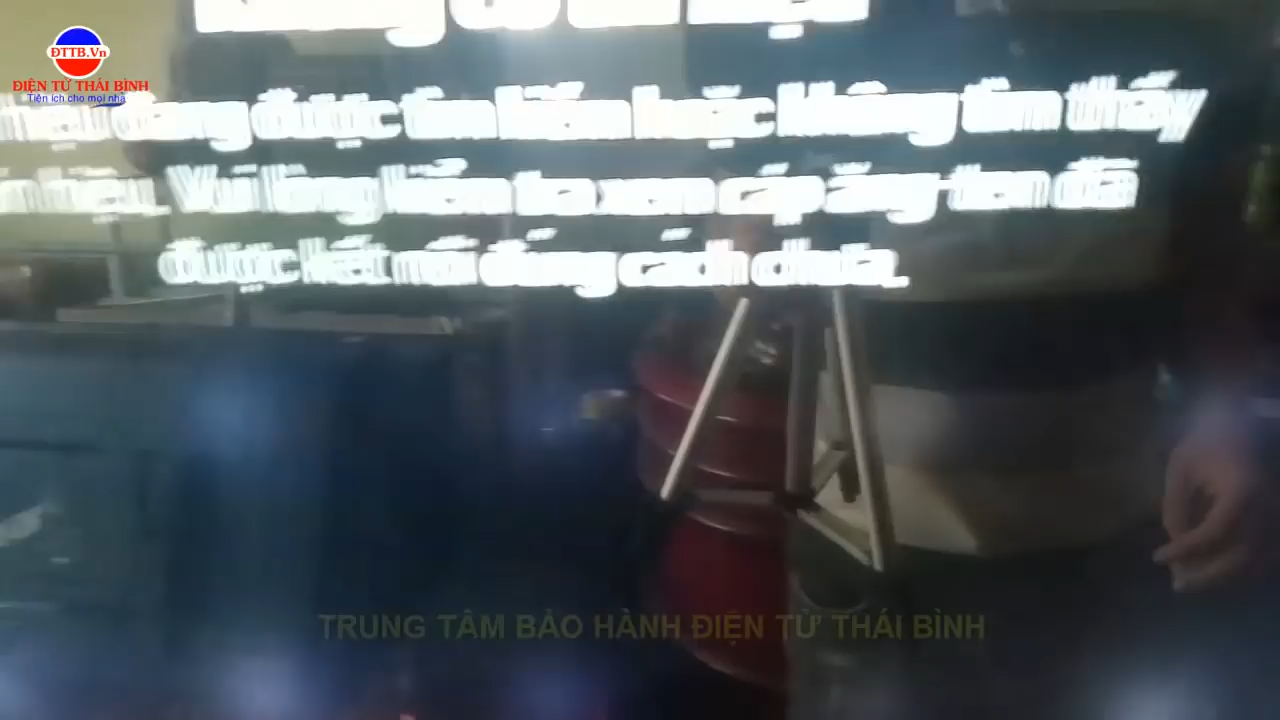 ĐTTB.Vn
ĐIỆN TỬ THÁI BÌNH
Tiện ích cho mọi nhà
đang được tìm kiếm hoặc không tìm thấy
hiệu. Vui lòng kiểm tra xem cáp ăng-ten đã
được kết nối đúng cách chưa.
TRUNG TÂM BẢO HÀNH ĐIỆN TỬ THÁI BÌNH